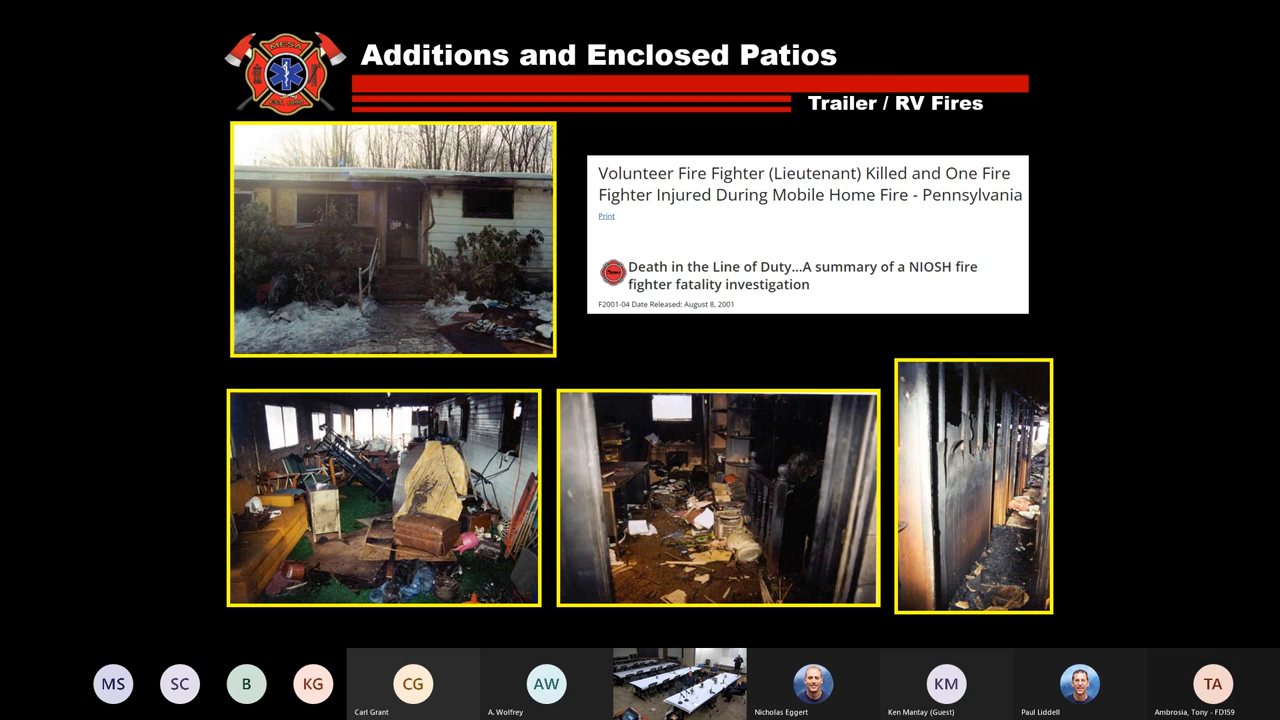 MESA
EST. 1898
Additions and Enclosed Patios
Trailer / RV Fires
Volunteer Fire Fighter (Lieutenant) Killed and One Fire
Fighter Injured During Mobile Home Fire - Pennsylvania
Print
Death in the Line of Duty...A summary of a NIOSH fire
fighter fatality investigation
F2001-04 Date Released: August 8, 2001
MS
SC
B
KG
CG
AW
KM
TA
Carl Grant
A. Wolfrey
Nicholas Eggert
Ken Mantay (Guest)
Paul Liddell
Ambrosia, Tony - FD1S9